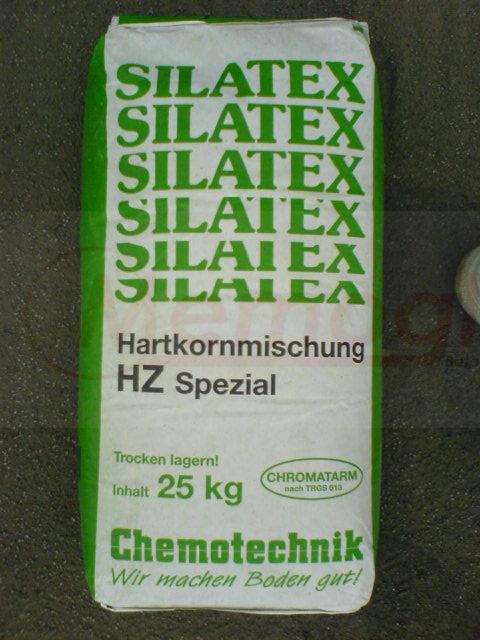 SILATEX
SILATEX
SILATEX
SILATEX
SILATEX
SILATEX
Hartkornmischung
HZ Spezial
Trocken lagern!
Inhalt 25 kg
CHROMATARM
nach TRGS 613
Chemotechnik
Wir machen Boden gut!